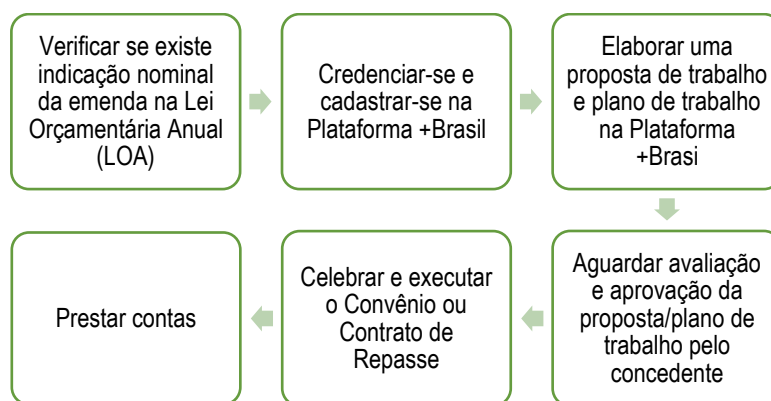 Verificar se existe
indicação nominal
da emenda na Lei
Orçamentária Anual
(LOA)
Credenciar-se e
cadastrar-se na
Plataforma +Brasil
Elaborar uma
proposta de trabalho
e plano de trabalho
na Plataforma
+Brasi
Aguardar avaliação
e aprovação da
proposta/plano de
trabalho pelo
concedente
Celebrar e executar
o Convênio ou
Contrato de
Repasse
Prestar contas